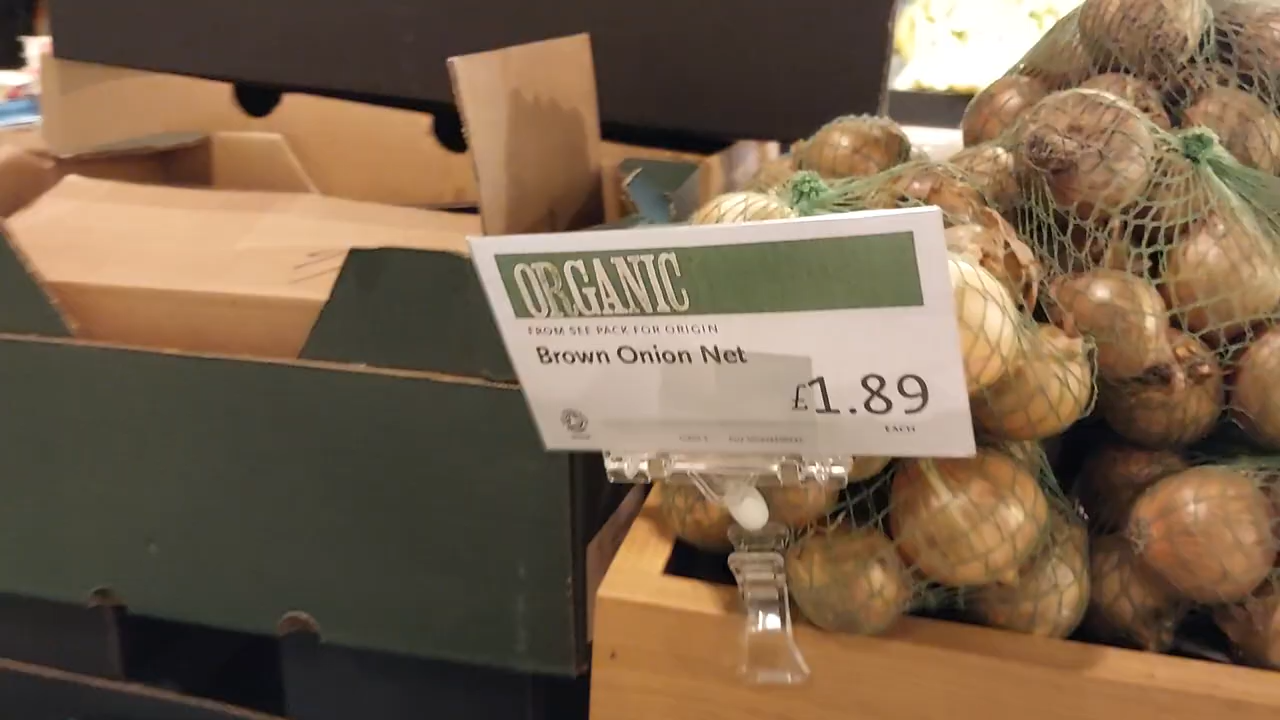 ORGANIC
FROM SEE PACK FOR ORIGIN
Brown Onion Net
£1.89
EACH